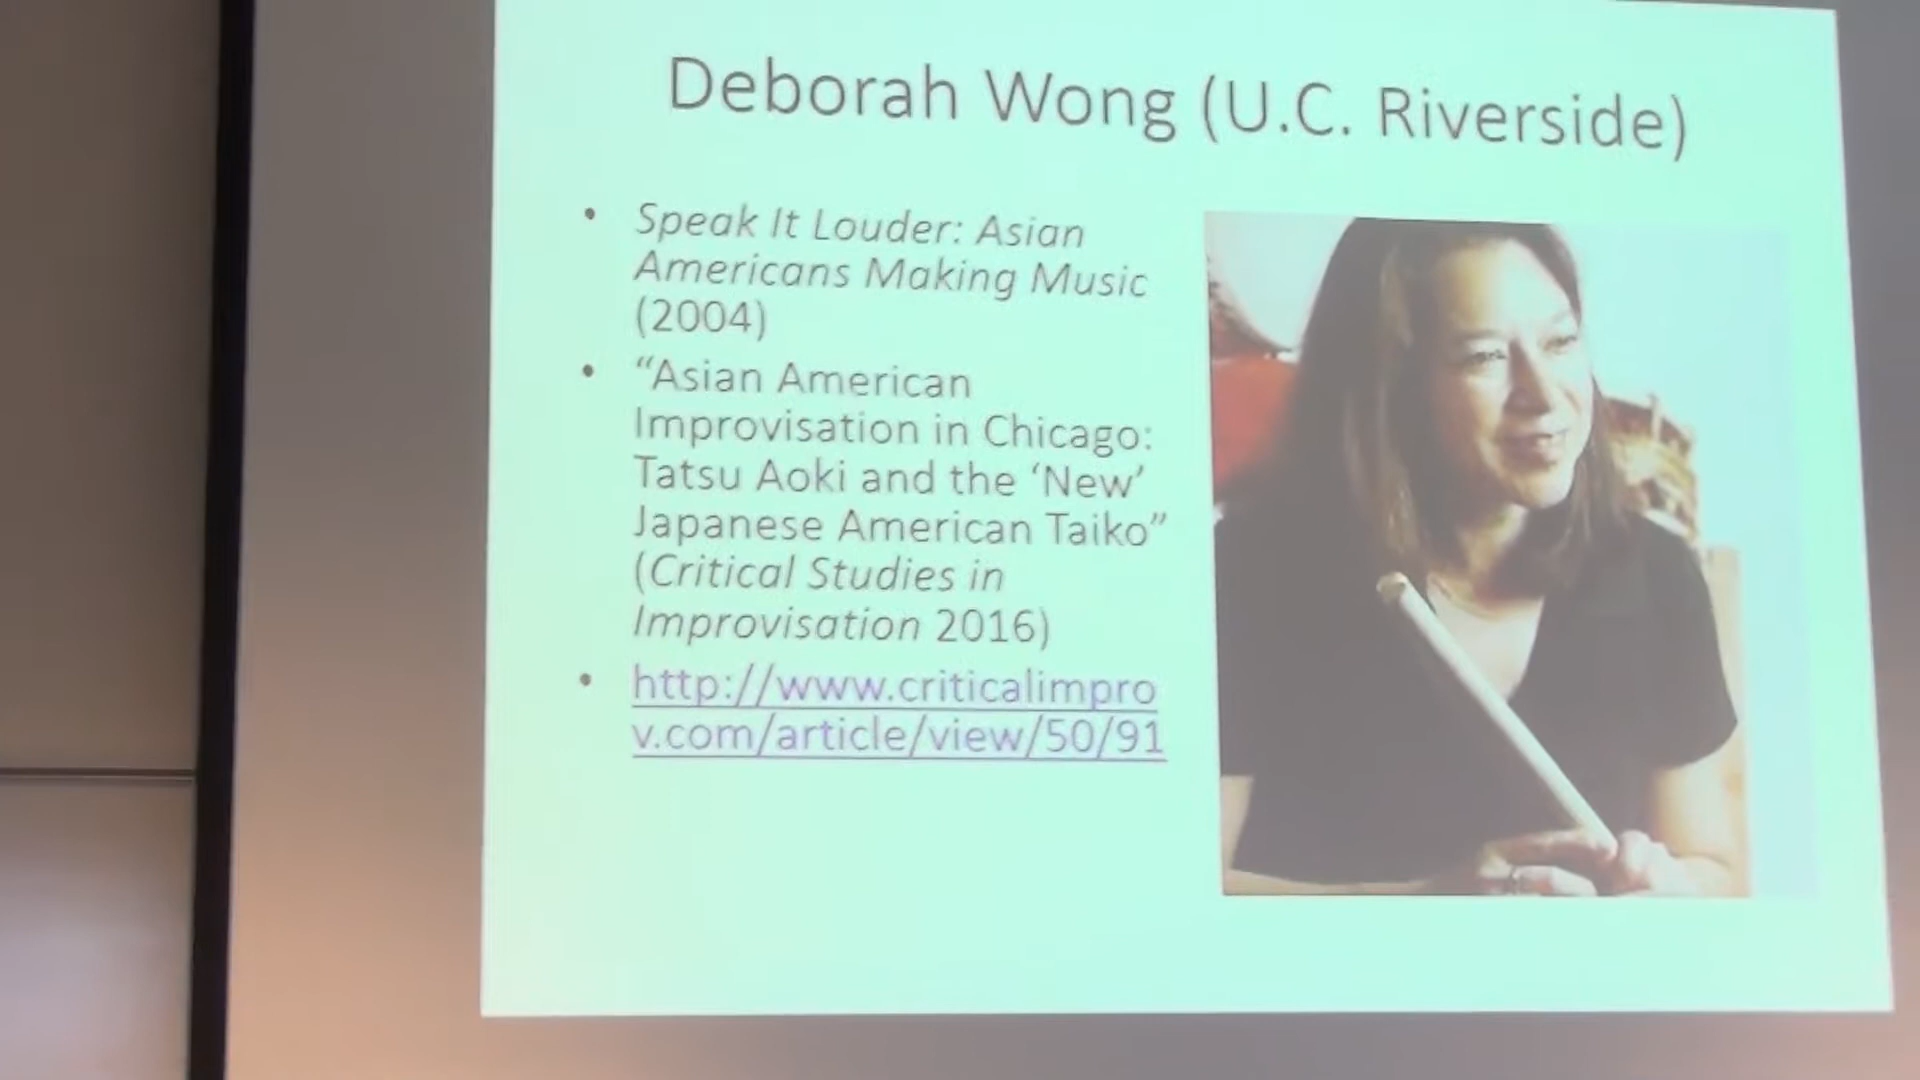 Deborah Wong (U.C. Riverside)
• Speak It Louder: Asian
Americans Making Music
(2004)
• “Asian American
Improvisation in Chicago:
Tatsu Aoki and the ‘New’
Japanese American Taiko”
(Critical Studies in
Improvisation 2016)
• http://www.criticalimpro
v.com/article/view/50/91